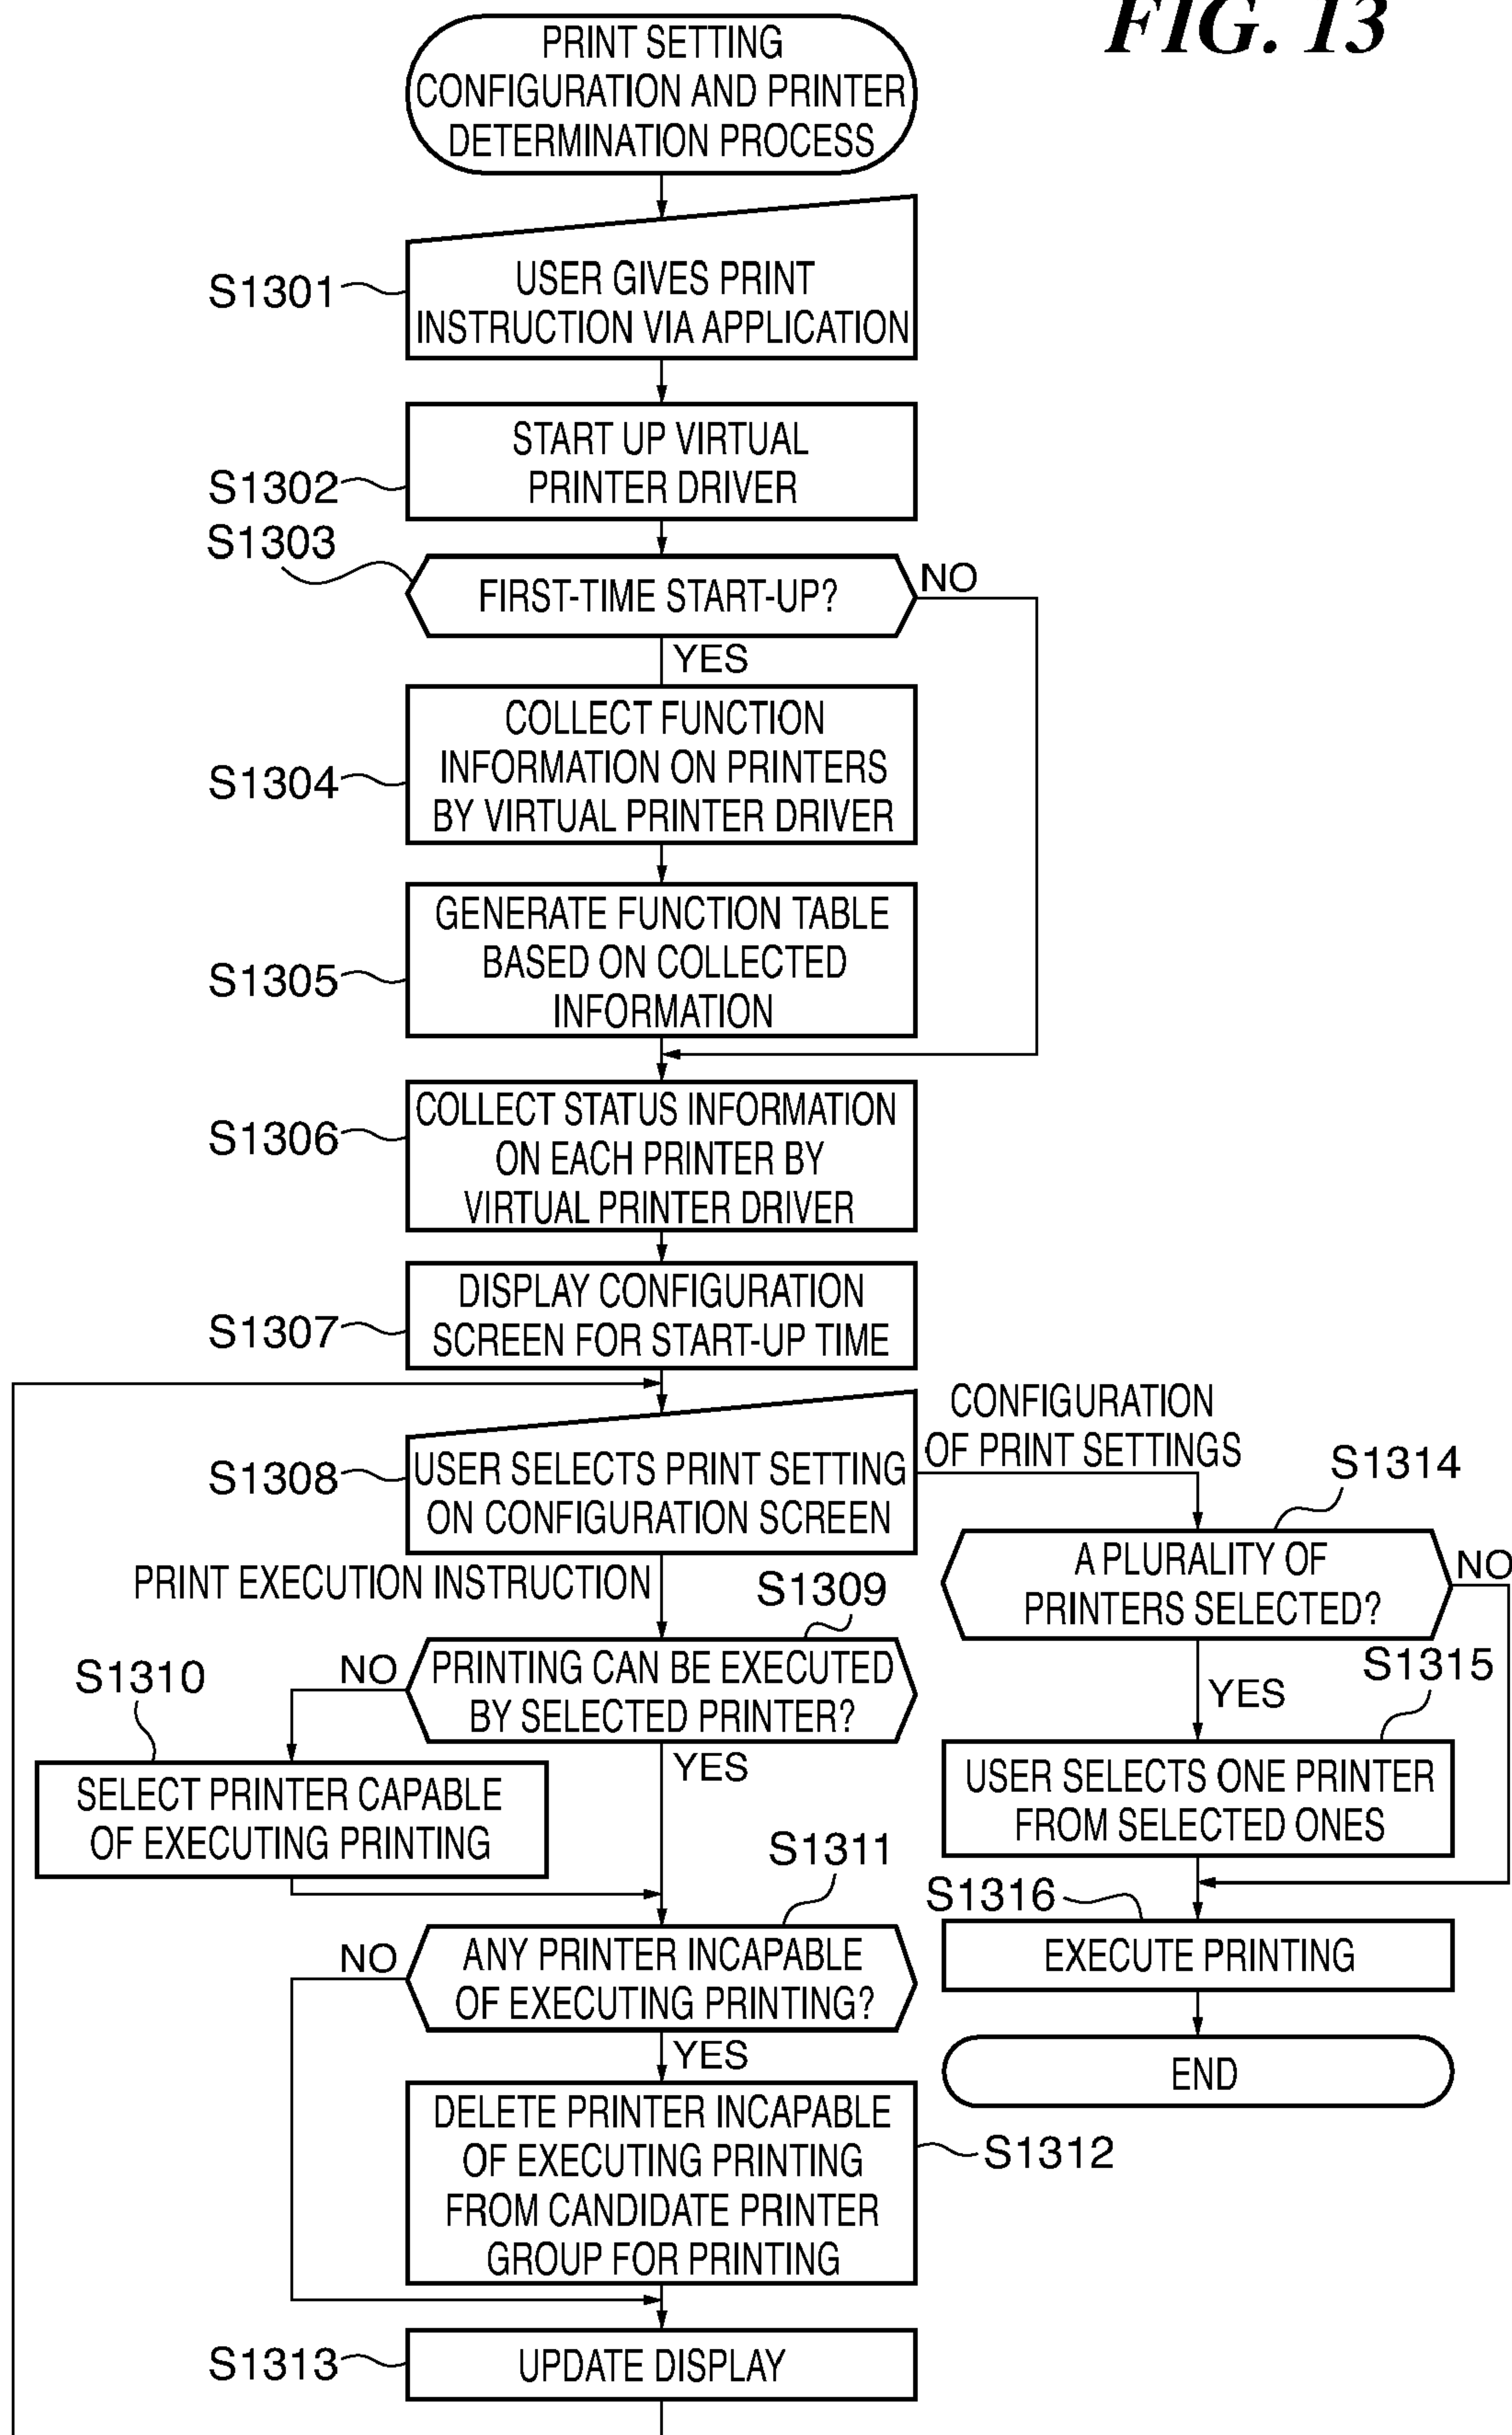 FIG. 13
PRINT SETTING
CONFIGURATION AND PRINTER
DETERMINATION PROCESS
S1301
USER GIVES PRINT
INSTRUCTION VIA APPLICATION
S1302
START UP VIRTUAL
PRINTER DRIVER
S1303
FIRST-TIME START-UP?
NO
YES
S1304
COLLECT FUNCTION
INFORMATION ON PRINTERS
BY VIRTUAL PRINTER DRIVER
S1305
GENERATE FUNCTION TABLE
BASED ON COLLECTED
INFORMATION
S1306
COLLECT STATUS INFORMATION
ON EACH PRINTER BY
VIRTUAL PRINTER DRIVER
S1307
DISPLAY CONFIGURATION
SCREEN FOR START-UP TIME
S1308
USER SELECTS PRINT SETTING
ON CONFIGURATION SCREEN
CONFIGURATION
OF PRINT SETTINGS
PRINT EXECUTION INSTRUCTION
S1309
PRINTING CAN BE EXECUTED
BY SELECTED PRINTER?
NO
YES
S1310
SELECT PRINTER CAPABLE
OF EXECUTING PRINTING
S1311
ANY PRINTER INCAPABLE
OF EXECUTING PRINTING?
NO
YES
DELETE PRINTER INCAPABLE
OF EXECUTING PRINTING
FROM CANDIDATE PRINTER
GROUP FOR PRINTING
S1312
S1313
UPDATE DISPLAY
S1314
A PLURALITY OF
PRINTERS SELECTED?
NO
YES
S1315
USER SELECTS ONE PRINTER
FROM SELECTED ONES
S1316
EXECUTE PRINTING
END